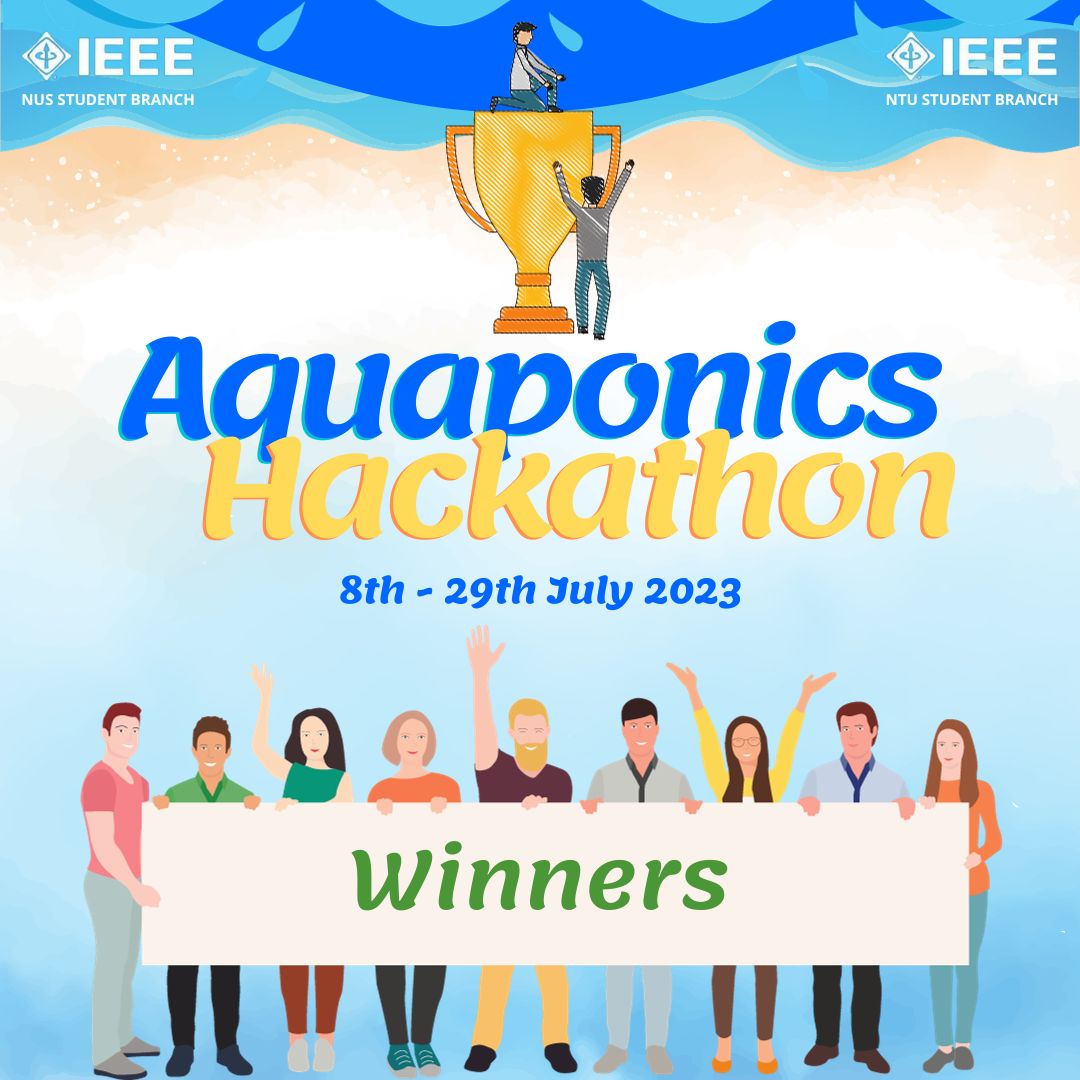 IEEE
NUS STUDENT BRANCH
IEEE
NTU STUDENT BRANCH
Aquaponics
Hackathon
8th - 29th July 2023
Winners